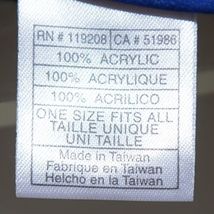 RN # 119208 CA # 51986
100% ACRYLIC
100% ACRYLIQUE
100% ACRILICO
ONE SIZE FITS ALL
TAILLE UNIQUE
UNI TAILLE
Made in Taiwan
Fabrique en Taiwan
Helcho en la Taiwan